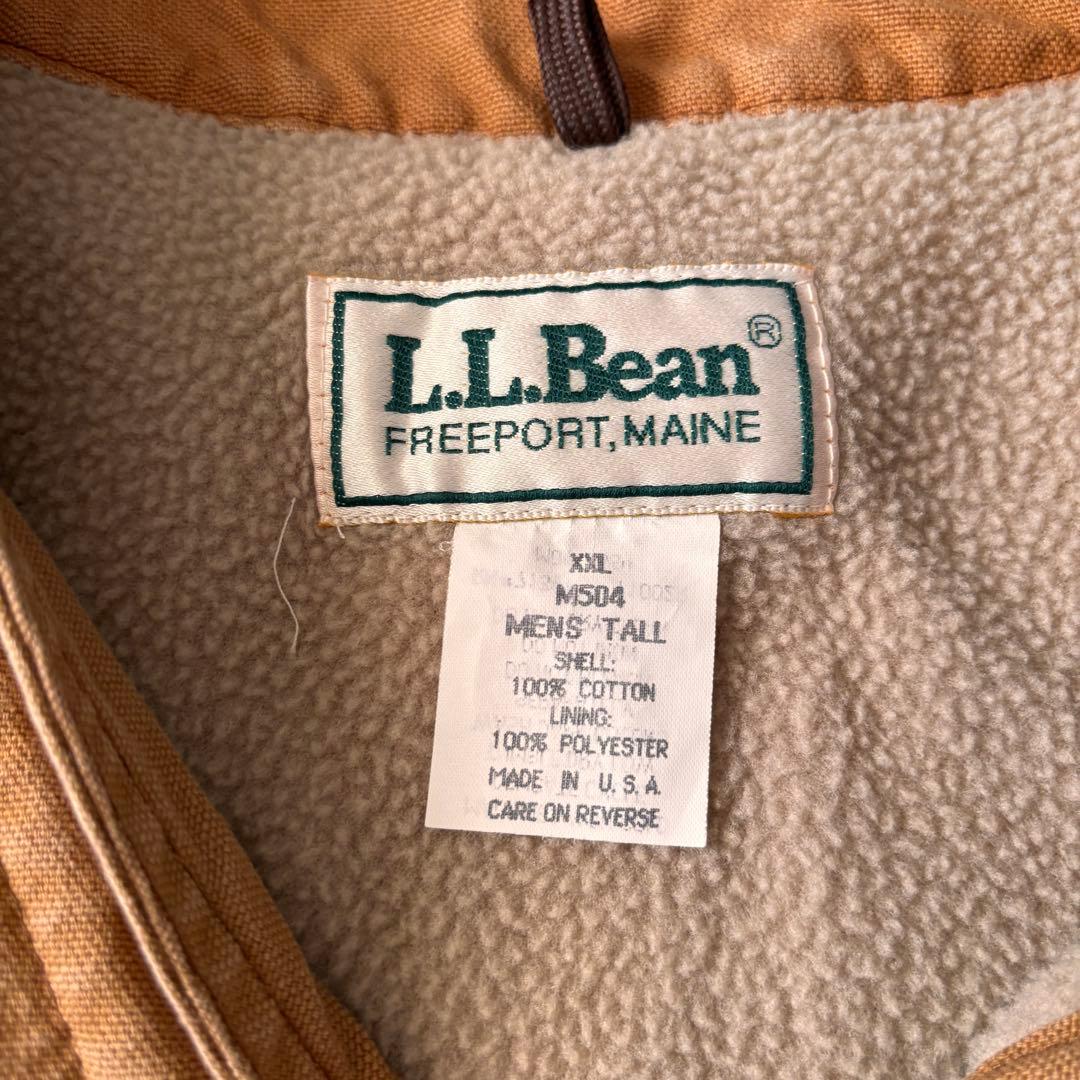 L.L.Bean®
FREEPORT, MAINE
XXL
M504
MENS TALL
SHELL:
100% COTTON
LINING:
100% POLYESTER
MADE IN U.S.A.
CARE ON REVERSE